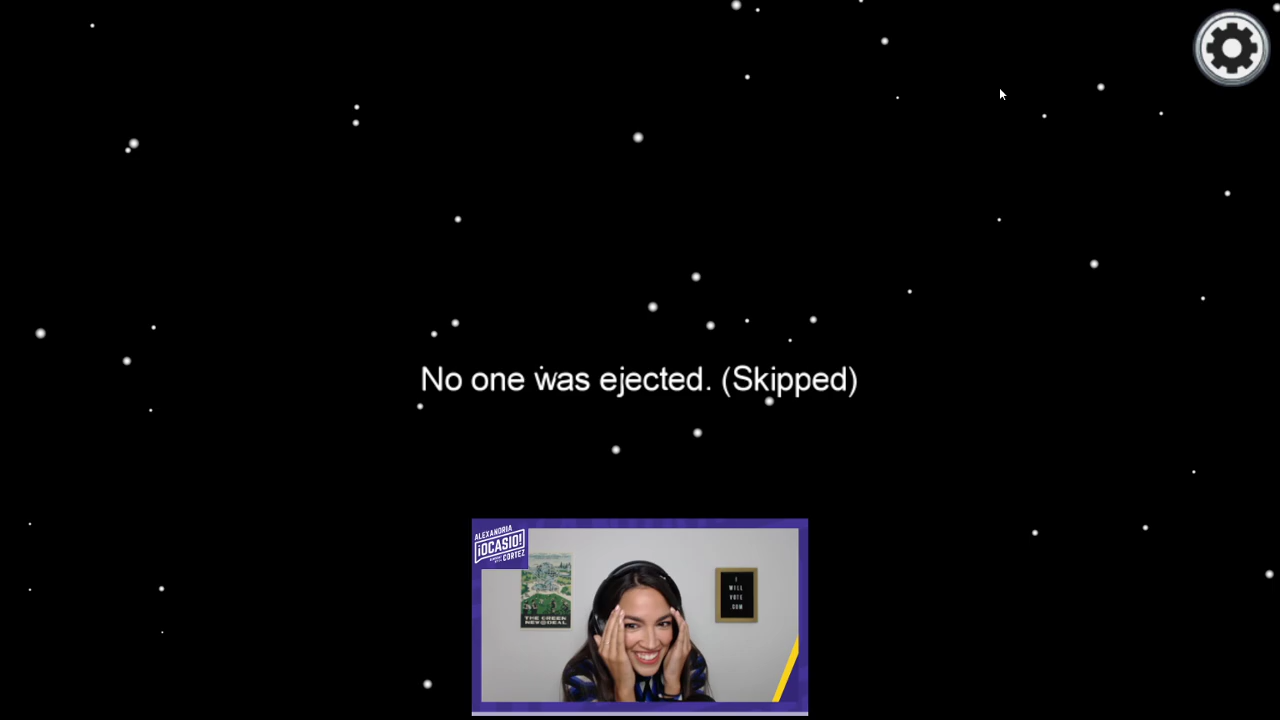 No one was ejected. (Skipped)
ALEXANDRIA
¡OCASIO!
CORTEZ
THE GREEN
NEW DEAL
I
WILL
VOTE
.COM